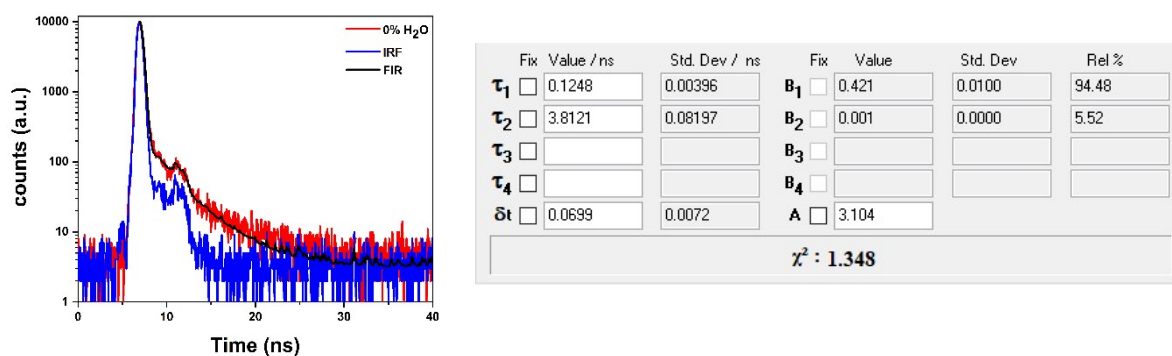 10000
1000
100
10
1
counts (a.u.)
0% H₂O
IRF
FIR
0 10 20 30 40
Time (ns)
Fix Value / ns Std. Dev / ns Fix Value Std. Dev Rel %
τ₁ 0.1248 0.00396 B₁ 0.421 0.0100 94.48
τ₂ 3.8121 0.08197 B₂ 0.001 0.0000 5.52
τ₃ B₃
τ₄ B₄
δt 0.0699 0.0072 A 3.104
χ² : 1.348